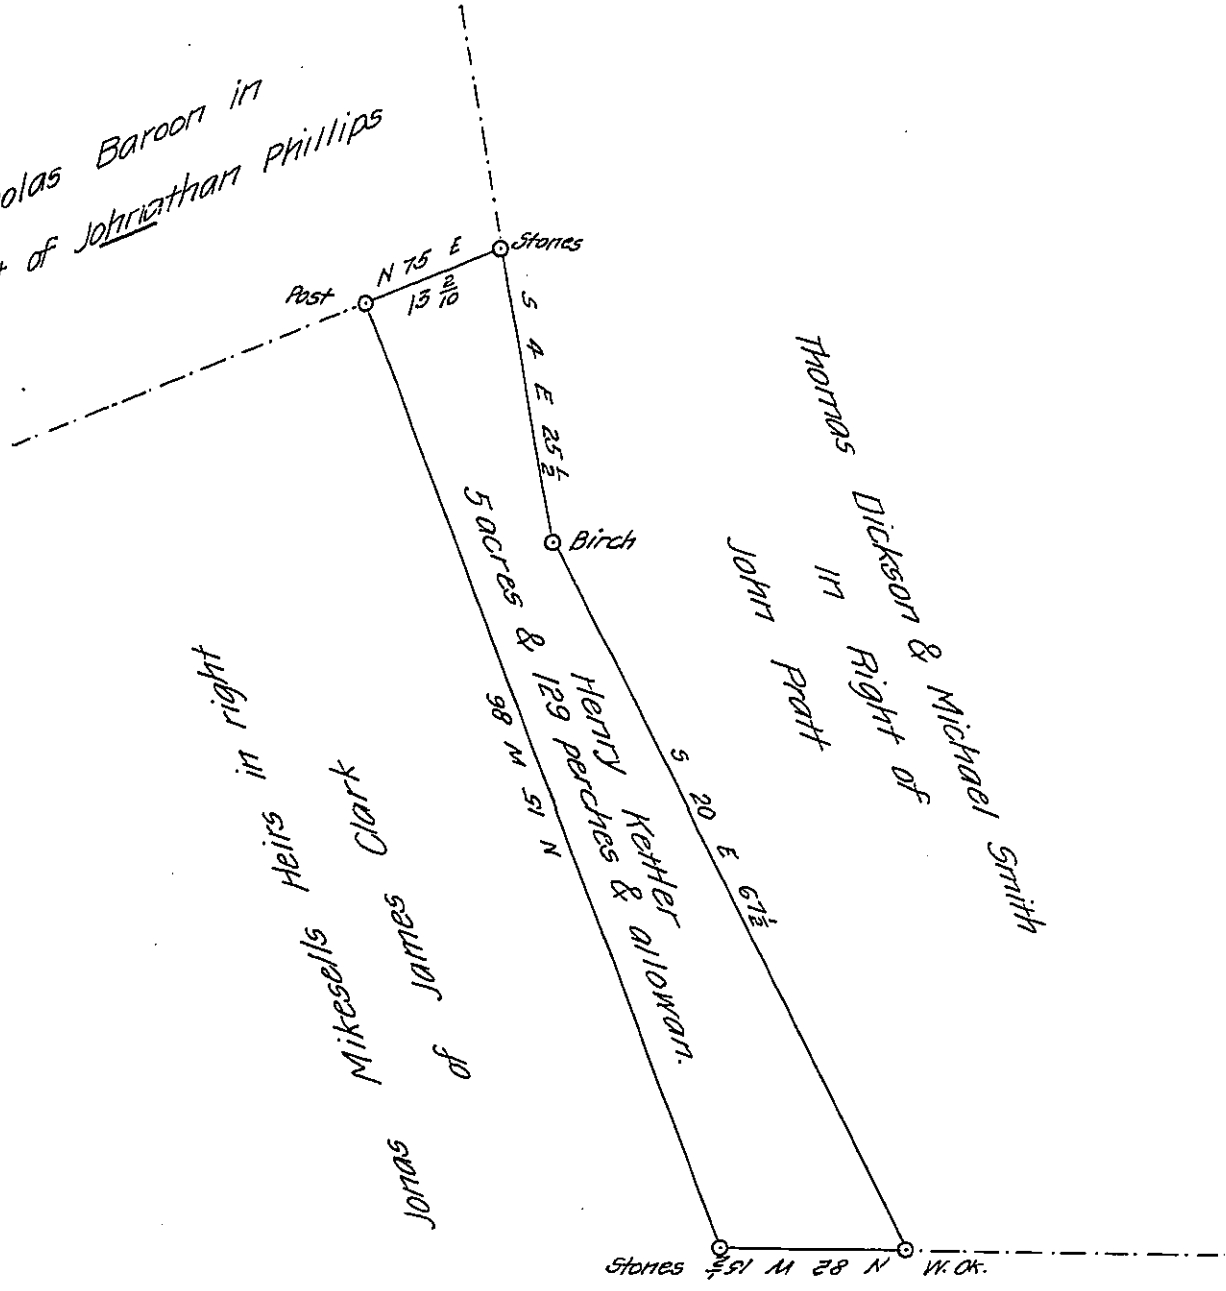 olas Baroon in
t of Johnathan Phillips
Stones
N 75 E
13 2/10
Post
S 4 E 25 1/2
Birch
Thomas Dickson & Michael Smith
In Right of
John Pratt
S 20 E 67 1/2
Henry Kettler
5 acres & 129 perches & allowan.
N 15 W 86
Jonas Mikesells Heirs in right
of James Clark
Stones
N 82 W 15 1/2
W. Ok.